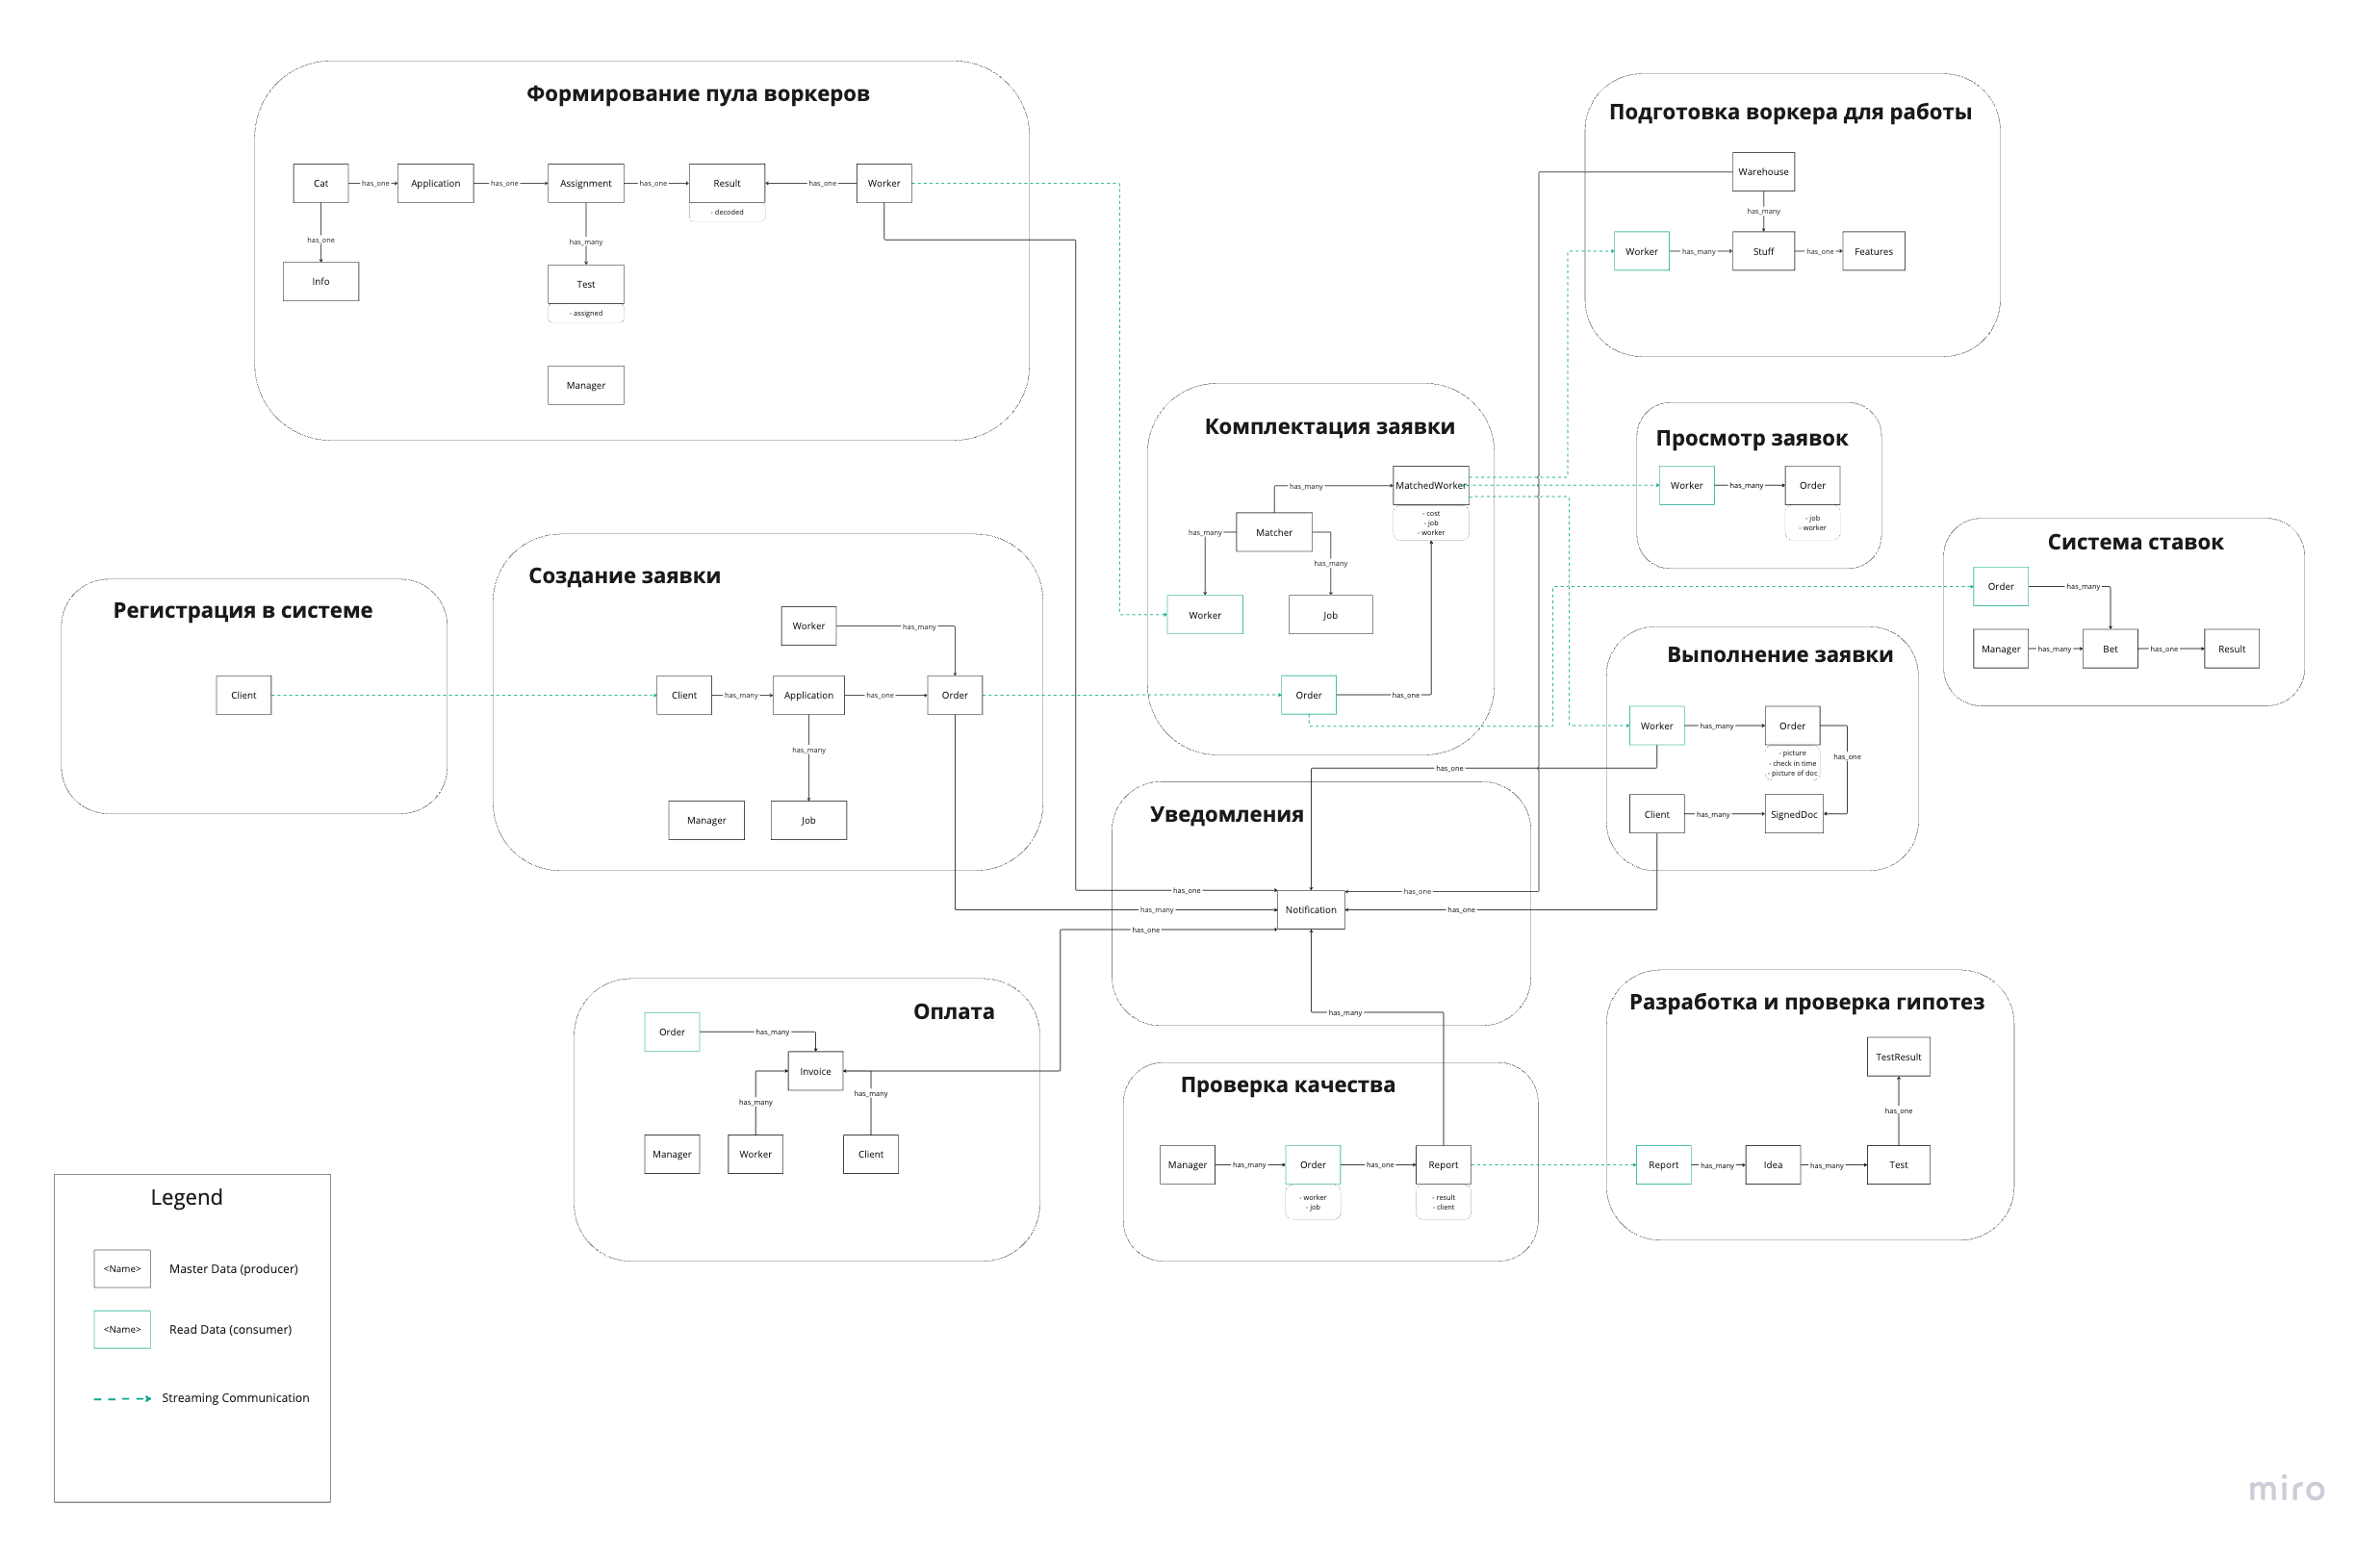 Формирование пула воркеров
Cat
has_one
Application
has_one
Assignment
has_one
Result
has_one
Worker
- decoded
has_one
has_many
Info
Test
- assigned
Manager
Подготовка воркера для работы
Warehouse
has_many
Worker
has_many
Stuff
has_one
Features
Комплектация заявки
has_many
MatchedWorker
- cost
- job
- worker
has_many
Matcher
has_many
Worker
Job
Order
has_one
Просмотр заявок
Worker
has_many
Order
- job
- worker
Система ставок
Order
has_many
Manager
has_many
Bet
has_one
Result
Регистрация в системе
Client
Создание заявки
Worker
has_many
Client
has_many
Application
has_one
Order
has_many
Manager
Job
Выполнение заявки
Worker
has_many
Order
- picture
- check in time
- picture of doc
has_one
Client
has_many
SignedDoc
has_one
Уведомления
has_one
has_one
has_many
Notification
has_one
has_one
has_many
Оплата
Order
has_many
Invoice
has_many
has_many
Manager
Worker
Client
Проверка качества
Manager
has_many
Order
has_one
Report
- worker
- job
- result
- client
Разработка и проверка гипотез
TestResult
has_one
Report
has_many
Idea
has_many
Test
Legend
<Name>
Master Data (producer)
<Name>
Read Data (consumer)
Streaming Communication
miro